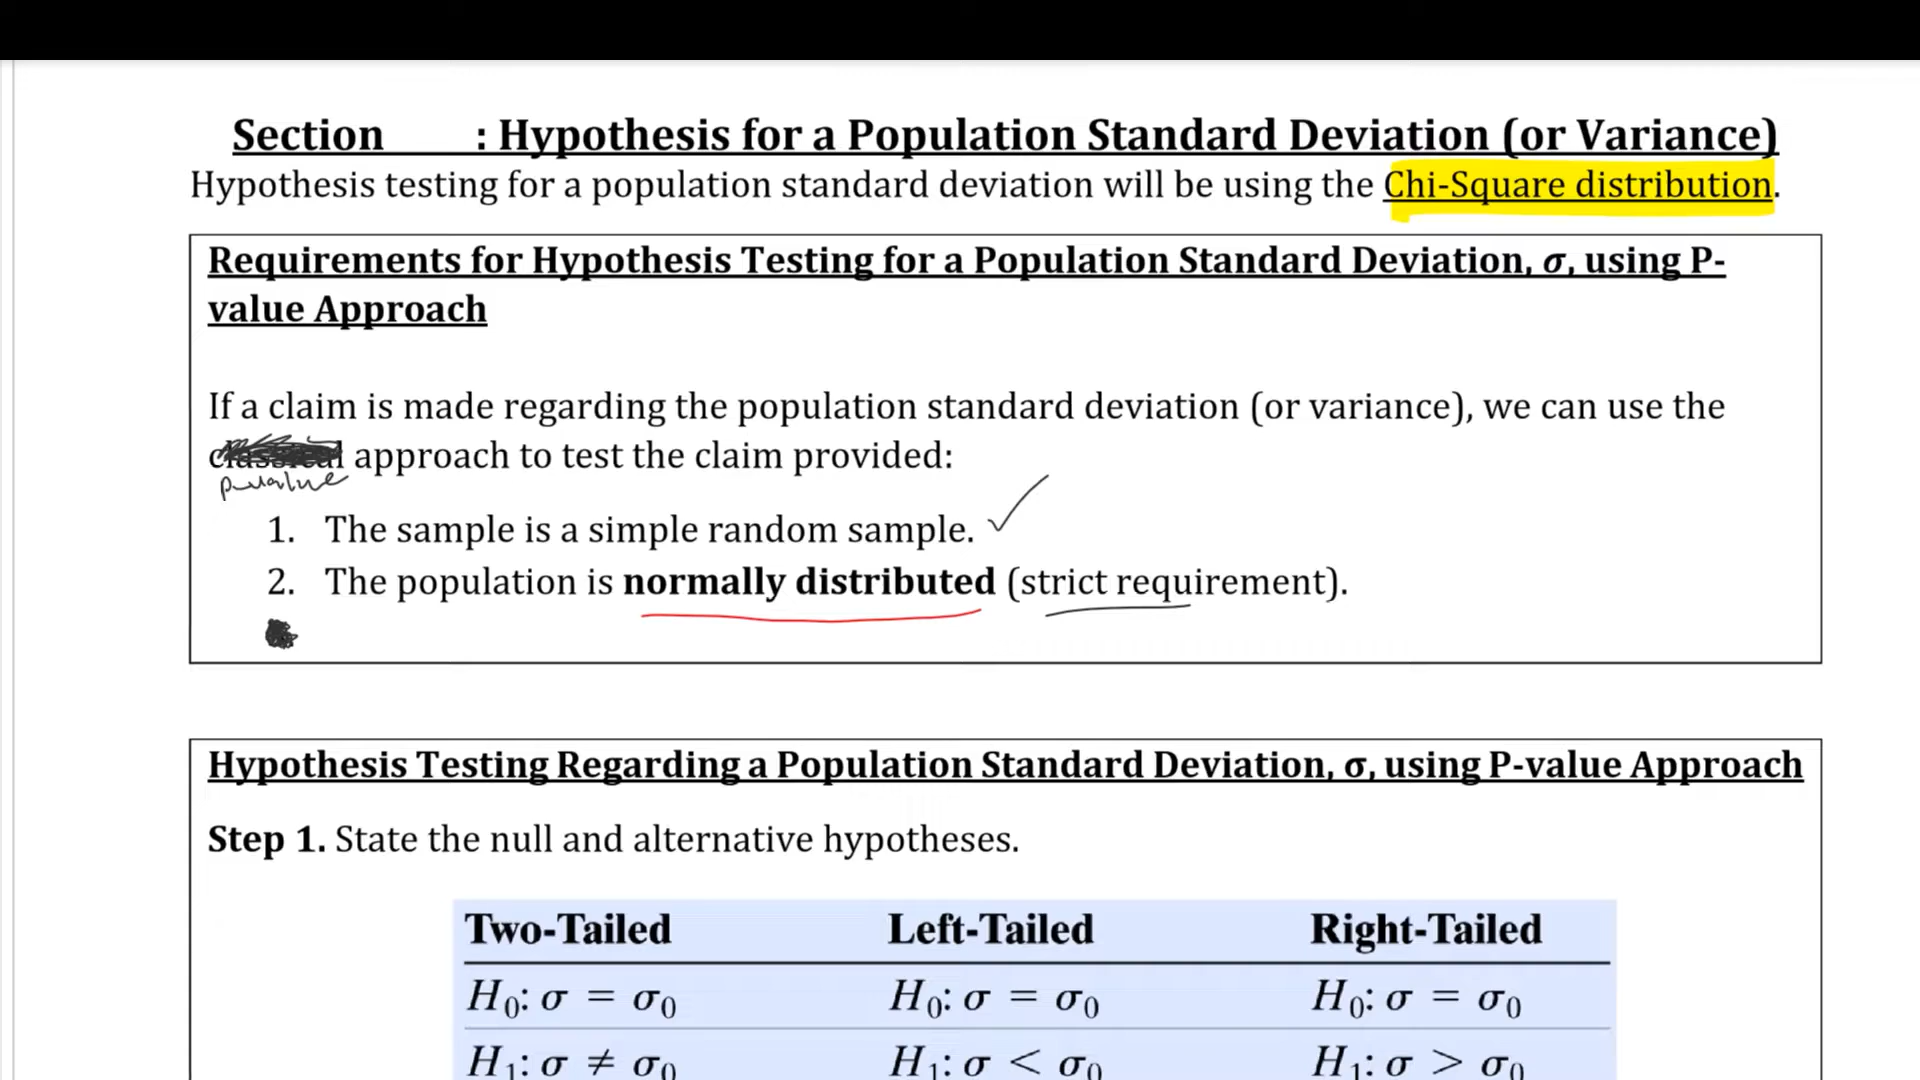 Section : Hypothesis for a Population Standard Deviation (or Variance)
Hypothesis testing for a population standard deviation will be using the Chi-Square distribution.
Requirements for Hypothesis Testing for a Population Standard Deviation, σ, using P-
value Approach
If a claim is made regarding the population standard deviation (or variance), we can use the
classical approach to test the claim provided:
p-value
1. The sample is a simple random sample. ✓
2. The population is normally distributed (strict requirement).
Hypothesis Testing Regarding a Population Standard Deviation, σ, using P-value Approach
Step 1. State the null and alternative hypotheses.
Two-Tailed Left-Tailed Right-Tailed
H₀: σ = σ₀ H₀: σ = σ₀ H₀: σ = σ₀
H₁: σ ≠ σ₀ H₁: σ < σ₀ H₁: σ > σ₀